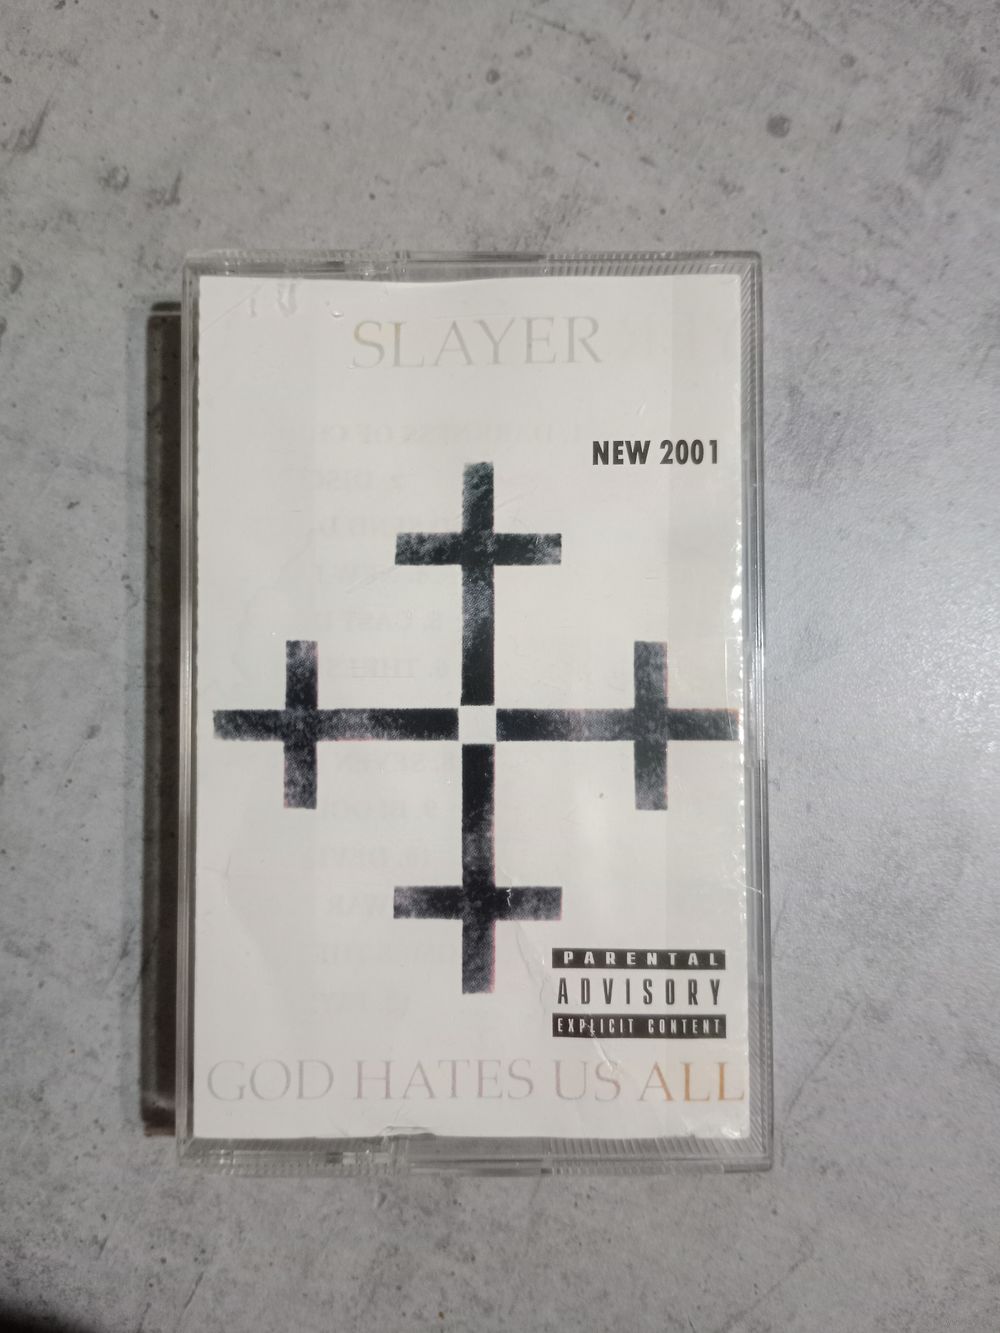 SLAYER
NEW 2001
PARENTAL
ADVISORY
EXPLICIT CONTENT
GOD HATES US ALL